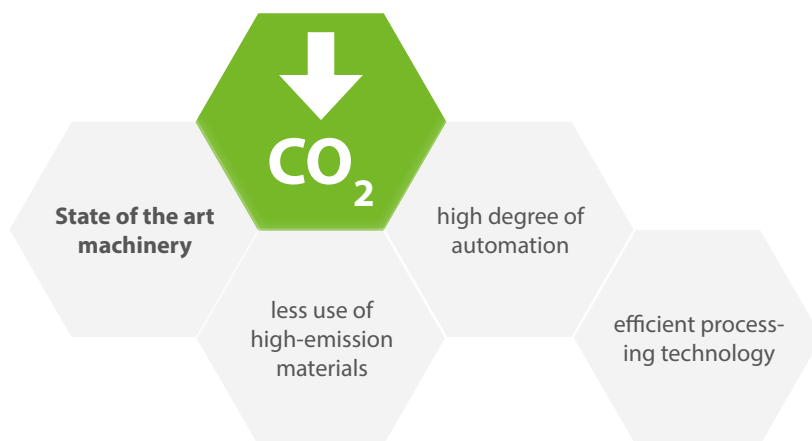 CO₂
State of the art
machinery
high degree of
automation
less use of
high-emission
materials
efficient process-
ing technology